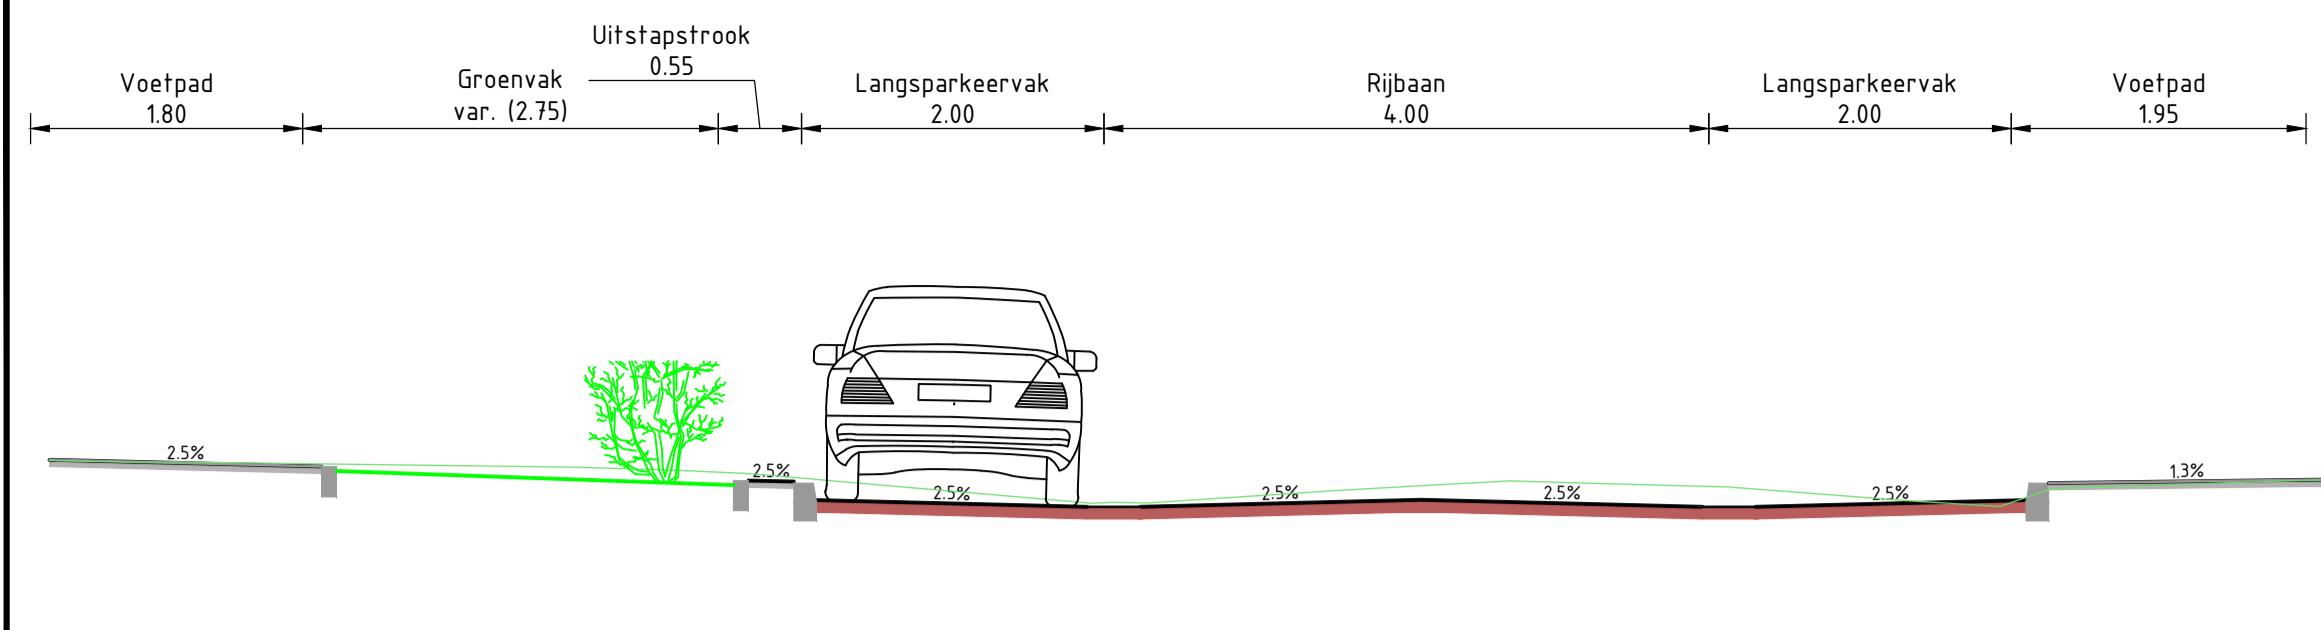 Uitstapstrook
0.55
Voetpad
1.80
Groenvak
var. (2.75)
Langsparkeervak
2.00
Rijbaan
4.00
Langsparkeervak
2.00
Voetpad
1.95
2.5%
2.5%
2.5%
2.5%
2.5%
2.5%
1.3%